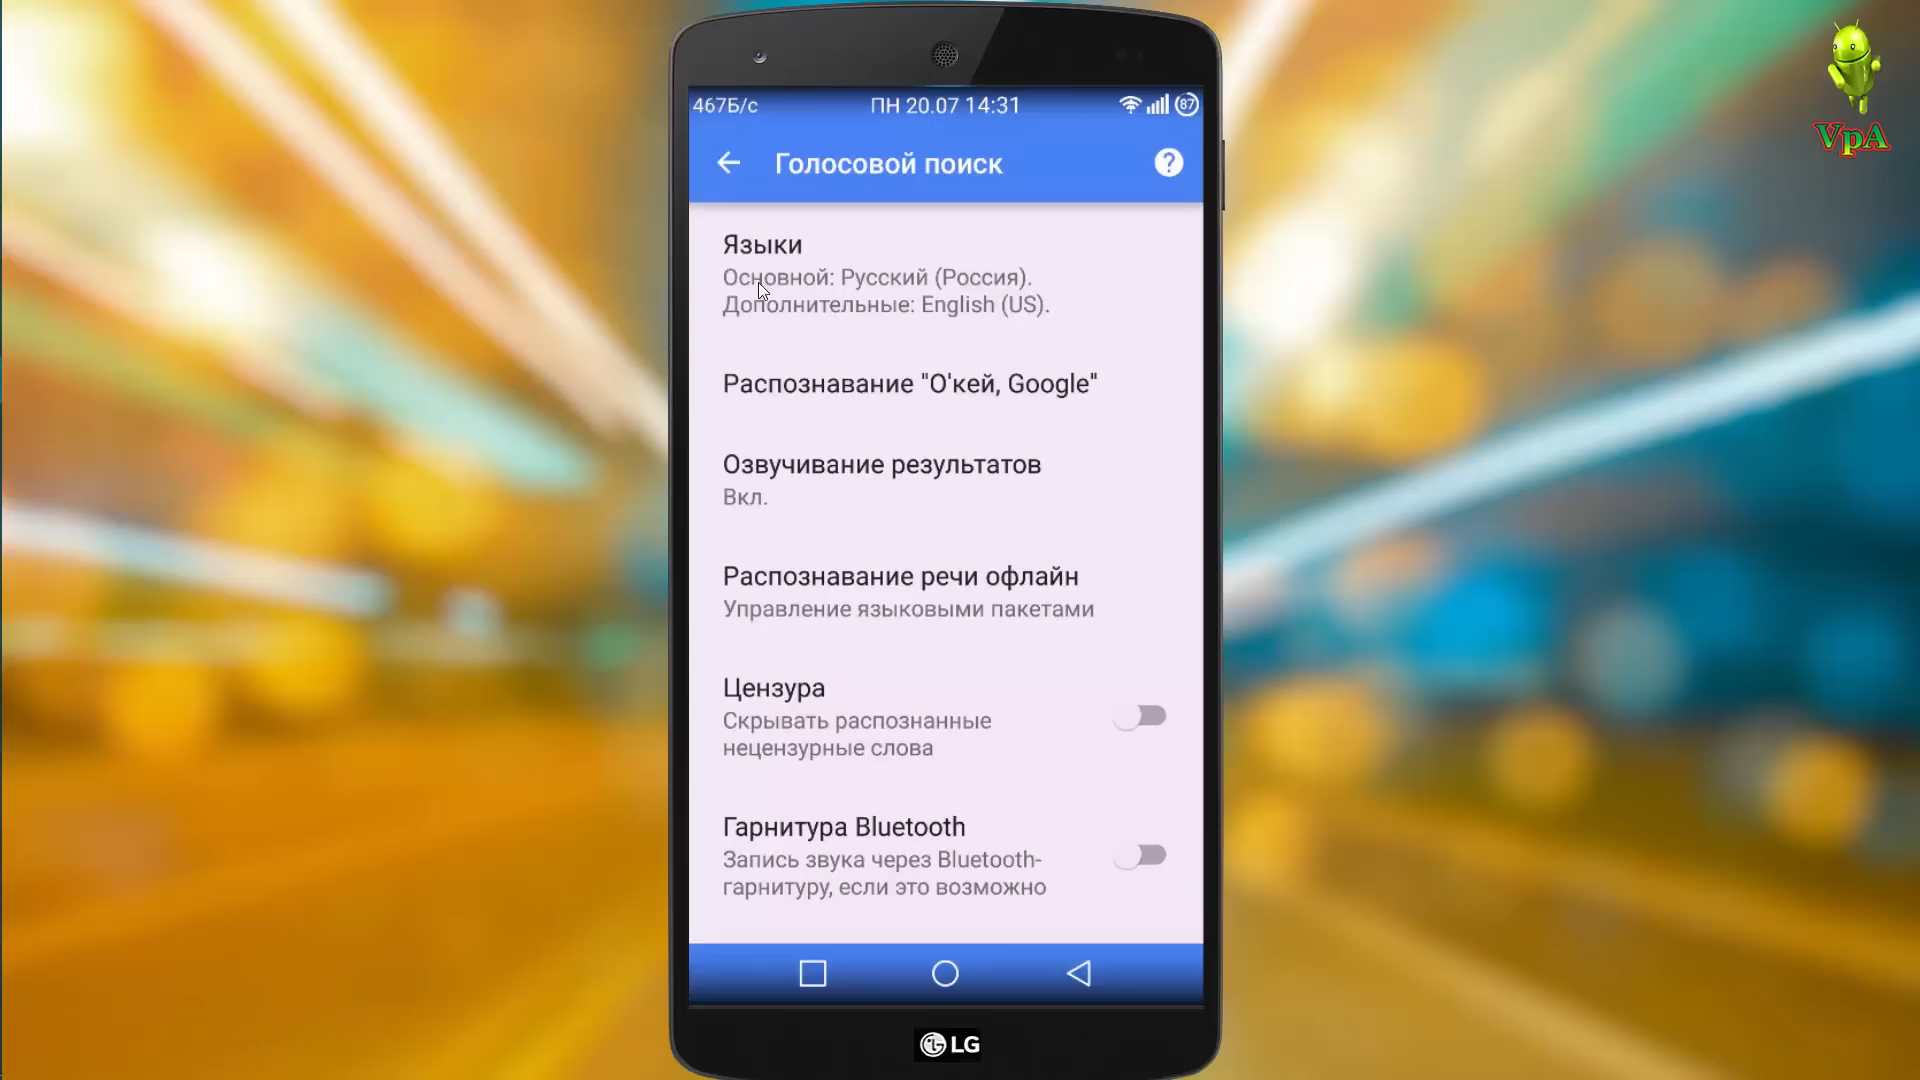 VpA
467Б/с ПН 20.07 14:31 87
Голосовой поиск
Языки
Основной: Русский (Россия).
Дополнительные: English (US).
Распознавание "О'кей, Google"
Озвучивание результатов
Вкл.
Распознавание речи офлайн
Управление языковыми пакетами
Цензура
Скрывать распознанные
нецензурные слова
Гарнитура Bluetooth
Запись звука через Bluetooth-
гарнитуру, если это возможно
LG